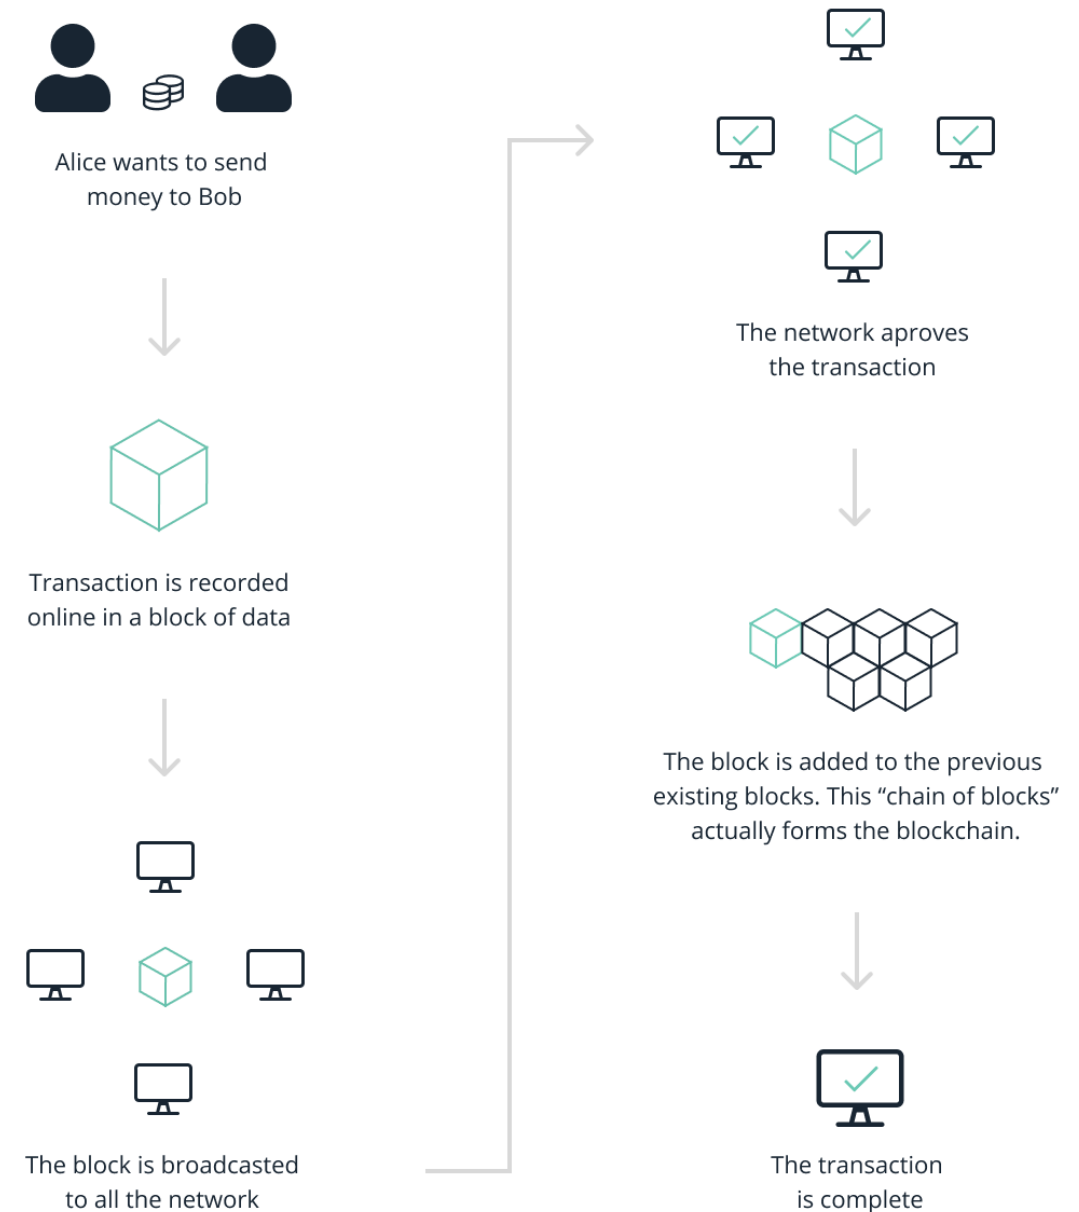 Alice wants to send
money to Bob
Transaction is recorded
online in a block of data
The block is broadcasted
to all the network
The network aproves
the transaction
The block is added to the previous
existing blocks. This “chain of blocks”
actually forms the blockchain.
The transaction
is complete